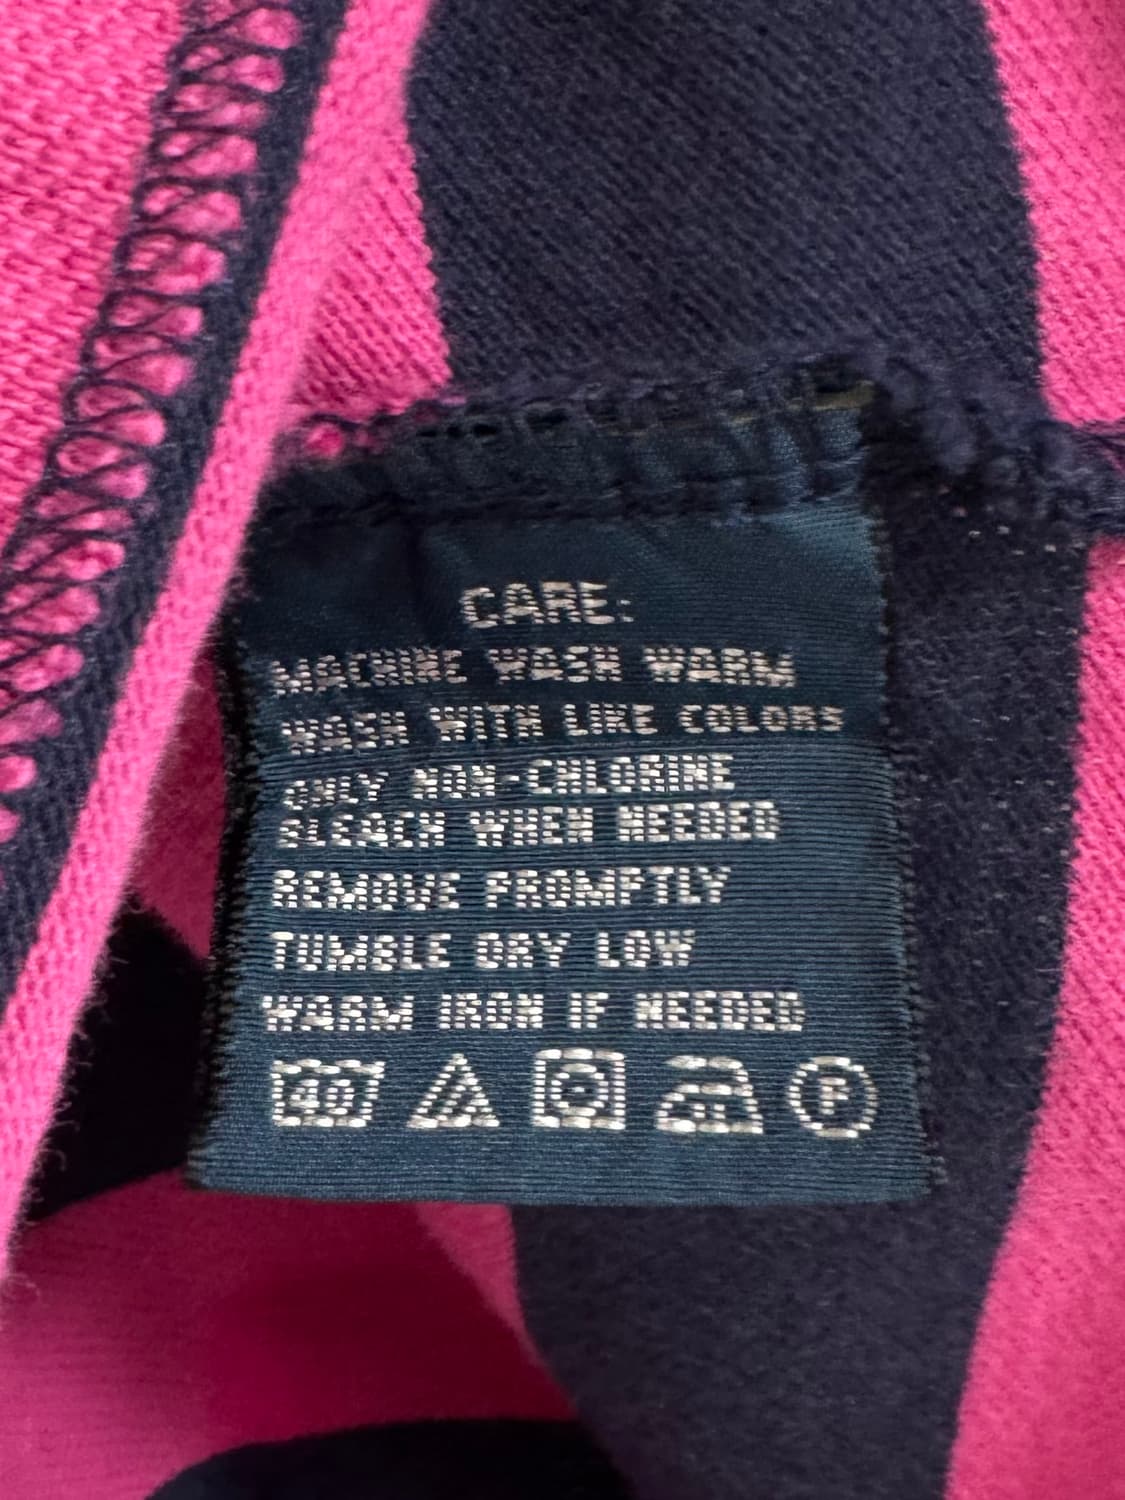 CARE:
MACHINE WASH WARM
WASH WITH LIKE COLORS
ONLY NON-CHLORINE
BLEACH WHEN NEEDED
REMOVE PROMPTLY
TUMBLE DRY LOW
WARM IRON IF NEEDED
40 P